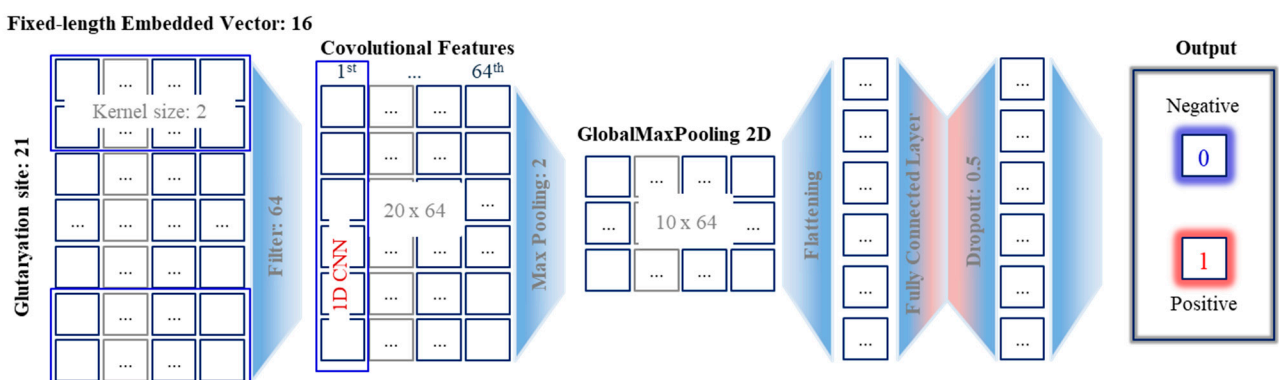 Fixed-length Embedded Vector: 16
Glutaryation site: 21
... ...
Kernel size: 2
... ...
... ...
... ... ... ...
... ...
... ...
... ...
Filter: 64
Covolutional Features
1st ... 64th
1D CNN
... ...
... ...
20 x 64 ...
... ...
... ...
... ...
Max Pooling: 2
GlobalMaxPooling 2D
... ...
... 10 x 64 ...
... ...
Flattening
...
...
...
...
...
...
Fully Connected Layer
Dropout: 0.5
...
...
...
...
...
...
Output
Negative
0
1
Positive